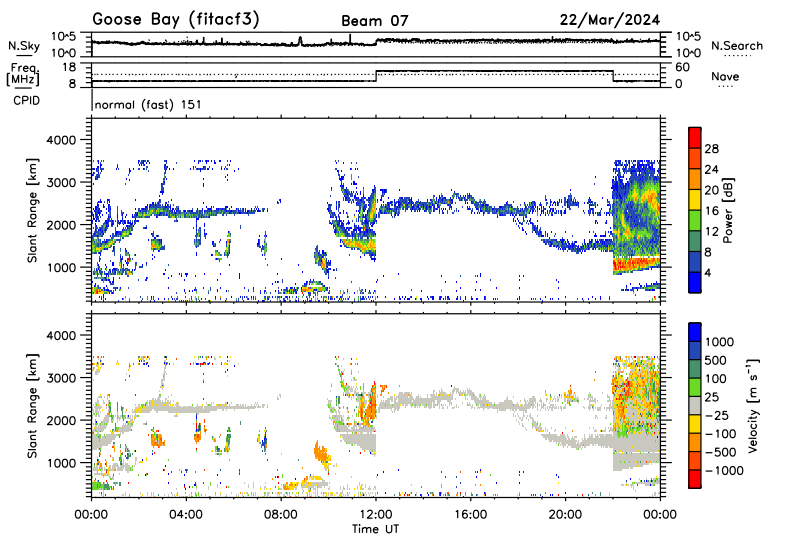 Goose Bay (fitacf3) Beam 07 22/Mar/2024
N.Sky 10^5 10^0 10^5 10^0 N.Search
Freq. [MHz] 18 8 60 0 Nave
CPID normal (fast) 151
Slant Range [km] 4000 3000 2000 1000
Power [dB] 28 24 20 16 12 8 4
Slant Range [km] 4000 3000 2000 1000
Velocity [m s⁻¹] 1000 500 100 25 −25 −100 −500 −1000
00:00 04:00 08:00 12:00 16:00 20:00 00:00
Time UT